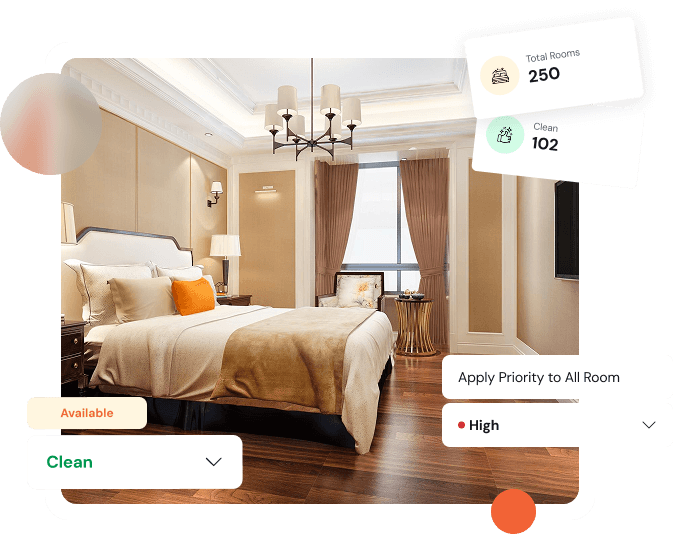 Total Rooms
250
Clean
102
Apply Priority to All Room
High
Available
Clean